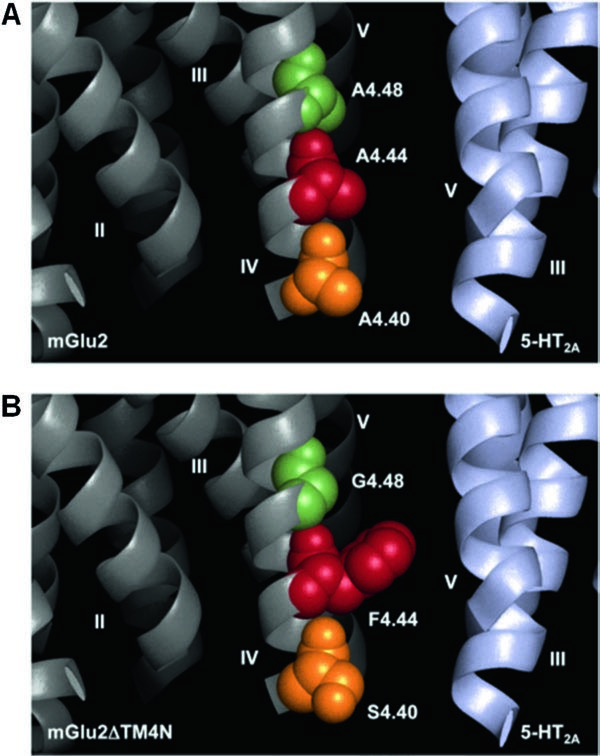 A
V
III
A4.48
A4.44
V
II
IV
III
A4.40
mGlu2
5-HT2A
B
V
III
G4.48
V
F4.44
II
IV
III
S4.40
mGlu2ΔTM4N
5-HT2A